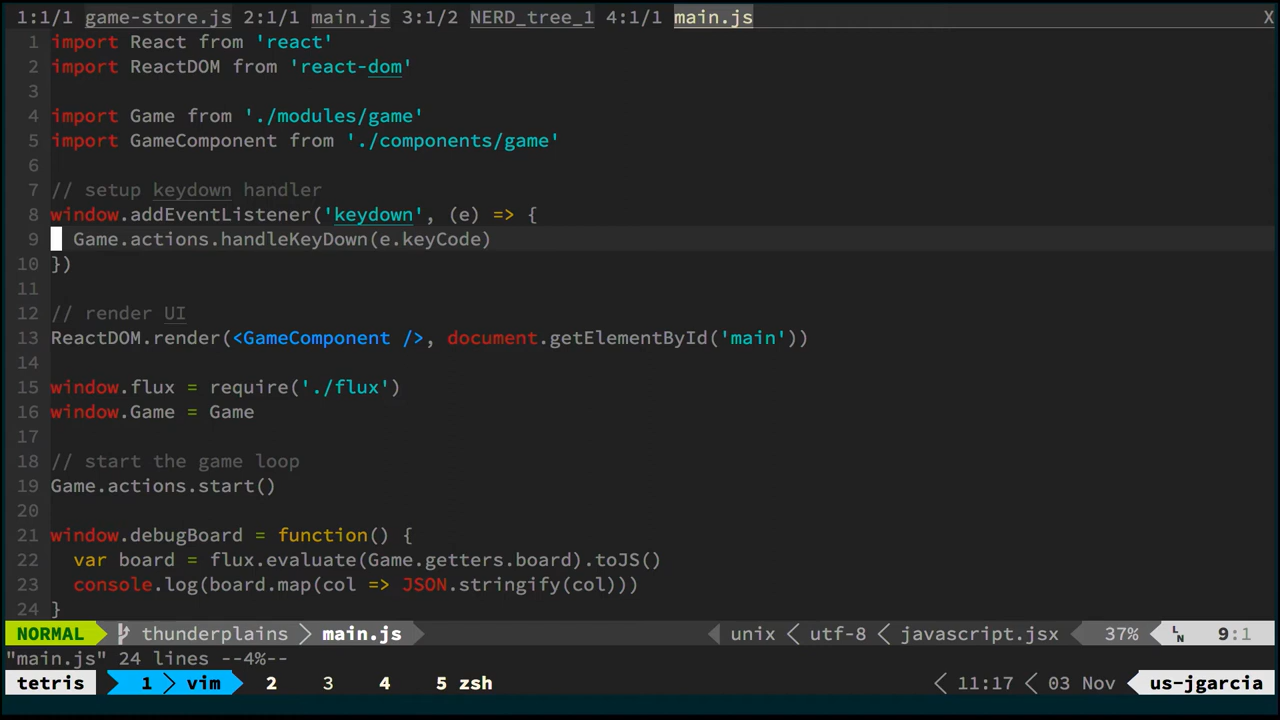 1:1/1 game-store.js 2:1/1 main.js 3:1/2 NERD_tree_1 4:1/1 main.js X
1 import React from 'react'
2 import ReactDOM from 'react-dom'
3
4 import Game from './modules/game'
5 import GameComponent from './components/game'
6
7 // setup keydown handler
8 window.addEventListener('keydown', (e) => {
9   Game.actions.handleKeyDown(e.keyCode)
10 })
11
12 // render UI
13 ReactDOM.render(<GameComponent />, document.getElementById('main'))
14
15 window.flux = require('./flux')
16 window.Game = Game
17
18 // start the game loop
19 Game.actions.start()
20
21 window.debugBoard = function() {
22   var board = flux.evaluate(Game.getters.board).toJS()
23   console.log(board.map(col => JSON.stringify(col)))
24 }
NORMAL thunderplains main.js unix utf-8 javascript.jsx 37% LN 9:1
"main.js" 24 lines --4%--
tetris 1 vim 2 3 4 5 zsh 11:17 03 Nov us-jgarcia